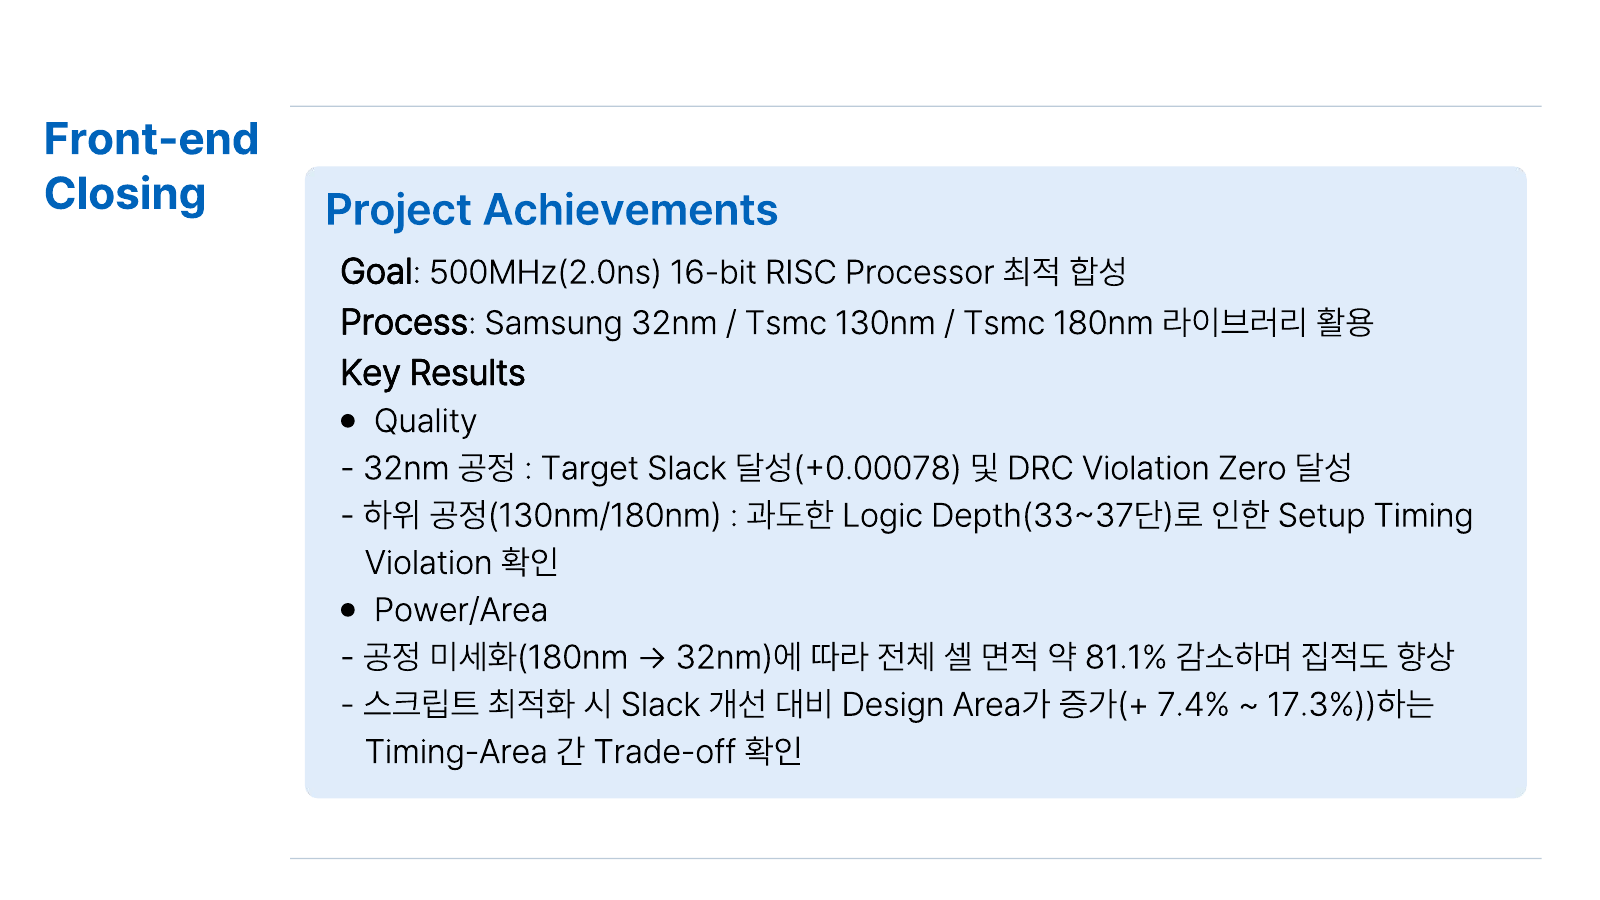 Front-end
Closing
Project Achievements
Goal: 500MHz(2.0ns) 16-bit RISC Processor 최적 합성
Process: Samsung 32nm / Tsmc 130nm / Tsmc 180nm 라이브러리 활용
Key Results
● Quality
- 32nm 공정 : Target Slack 달성(+0.00078) 및 DRC Violation Zero 달성
- 하위 공정(130nm/180nm) : 과도한 Logic Depth(33~37단)로 인한 Setup Timing
Violation 확인
● Power/Area
- 공정 미세화(180nm → 32nm)에 따라 전체 셀 면적 약 81.1% 감소하며 집적도 향상
- 스크립트 최적화 시 Slack 개선 대비 Design Area가 증가(+ 7.4% ~ 17.3%))하는
Timing-Area 간 Trade-off 확인